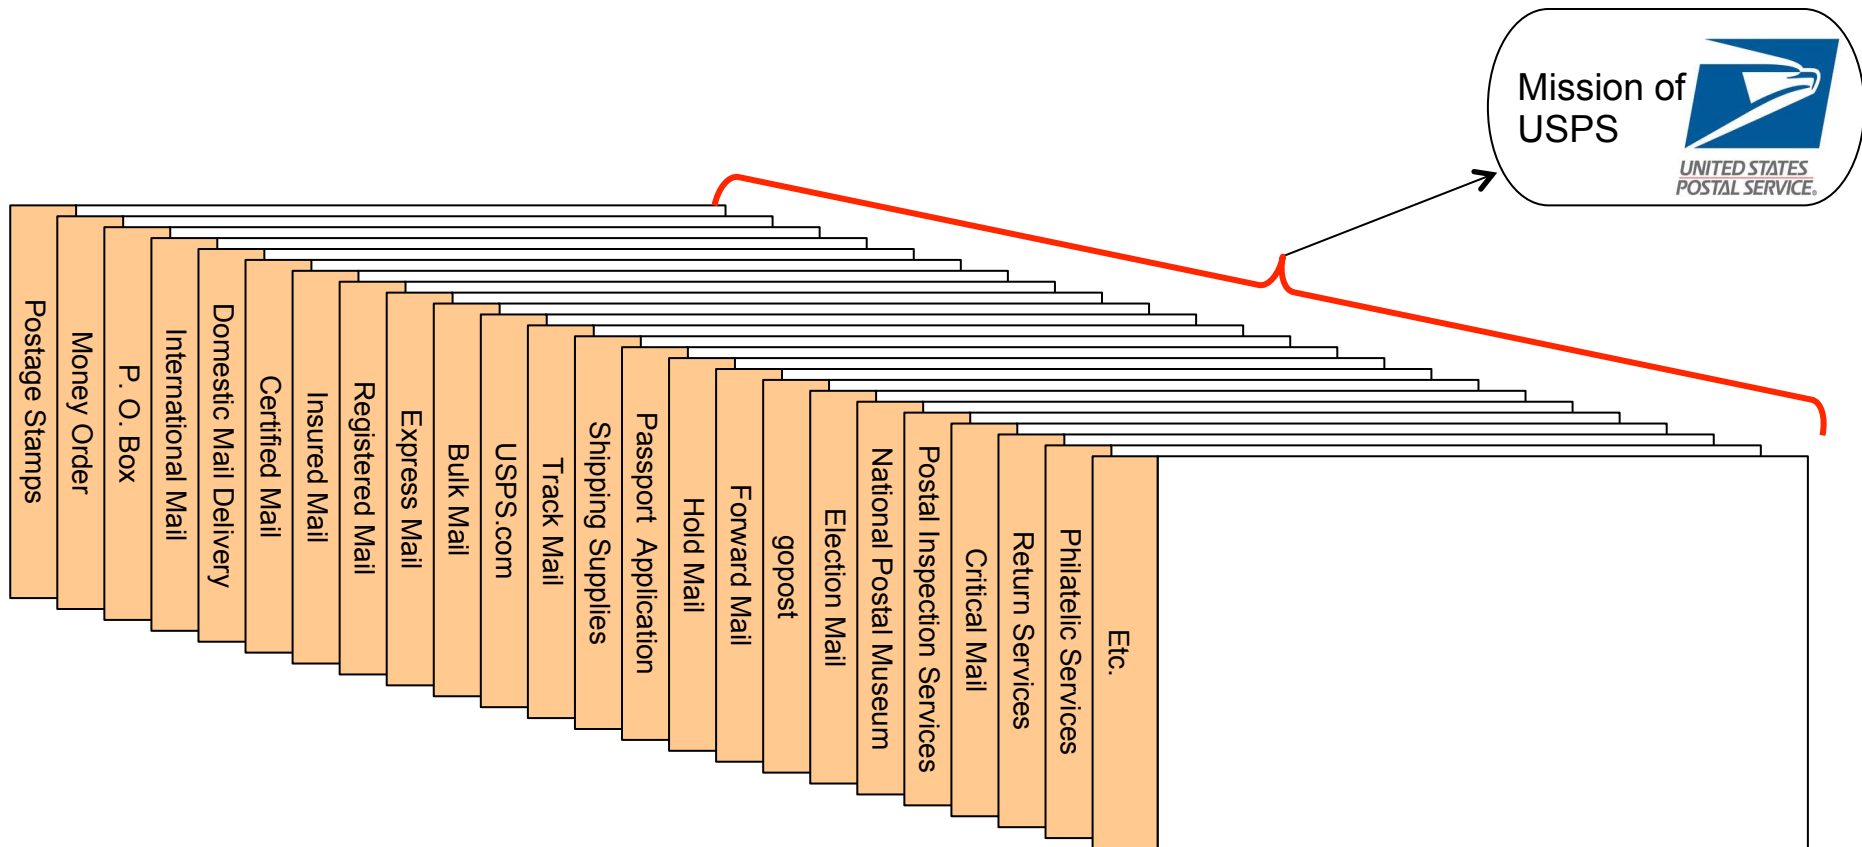 Mission of
USPS
UNITED STATES
POSTAL SERVICE.
Postage Stamps
Money Order
P. O. Box
International Mail
Domestic Mail Delivery
Certified Mail
Insured Mail
Registered Mail
Express Mail
Bulk Mail
USPS.com
Track Mail
Shipping Supplies
Passport Application
Hold Mail
Forward Mail
gopost
Election Mail
National Postal Museum
Postal Inspection Services
Critical Mail
Return Services
Philatelic Services
Etc.